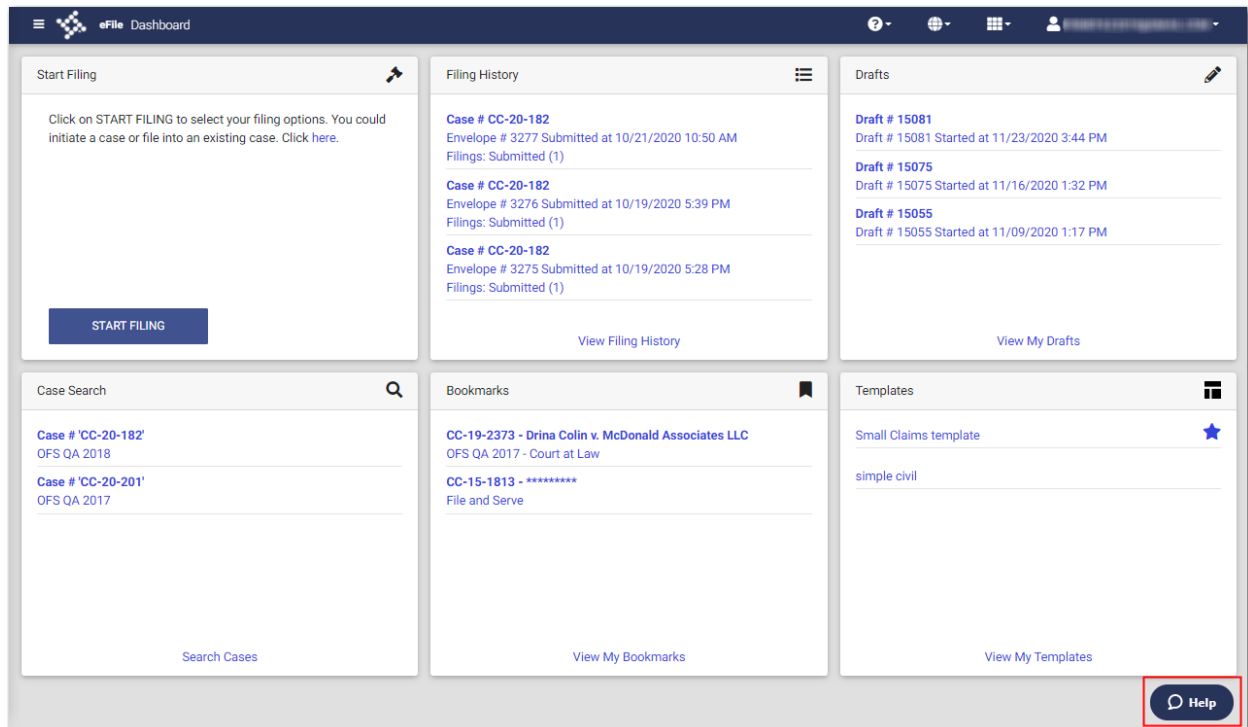 eFile Dashboard
Start Filing
Click on START FILING to select your filing options. You could
initiate a case or file into an existing case. Click here.
START FILING
Filing History
Case # CC-20-182
Envelope # 3277 Submitted at 10/21/2020 10:50 AM
Filings: Submitted (1)
Case # CC-20-182
Envelope # 3276 Submitted at 10/19/2020 5:39 PM
Filings: Submitted (1)
Case # CC-20-182
Envelope # 3275 Submitted at 10/19/2020 5:28 PM
Filings: Submitted (1)
View Filing History
Drafts
Draft # 15081
Draft # 15081 Started at 11/23/2020 3:44 PM
Draft # 15075
Draft # 15075 Started at 11/16/2020 1:32 PM
Draft # 15055
Draft # 15055 Started at 11/09/2020 1:17 PM
View My Drafts
Case Search
Case # 'CC-20-182'
OFS QA 2018
Case # 'CC-20-201'
OFS QA 2017
Search Cases
Bookmarks
CC-19-2373 - Drina Colin v. McDonald Associates LLC
OFS QA 2017 - Court at Law
CC-15-1813 - *********
File and Serve
View My Bookmarks
Templates
Small Claims template
simple civil
View My Templates
Help